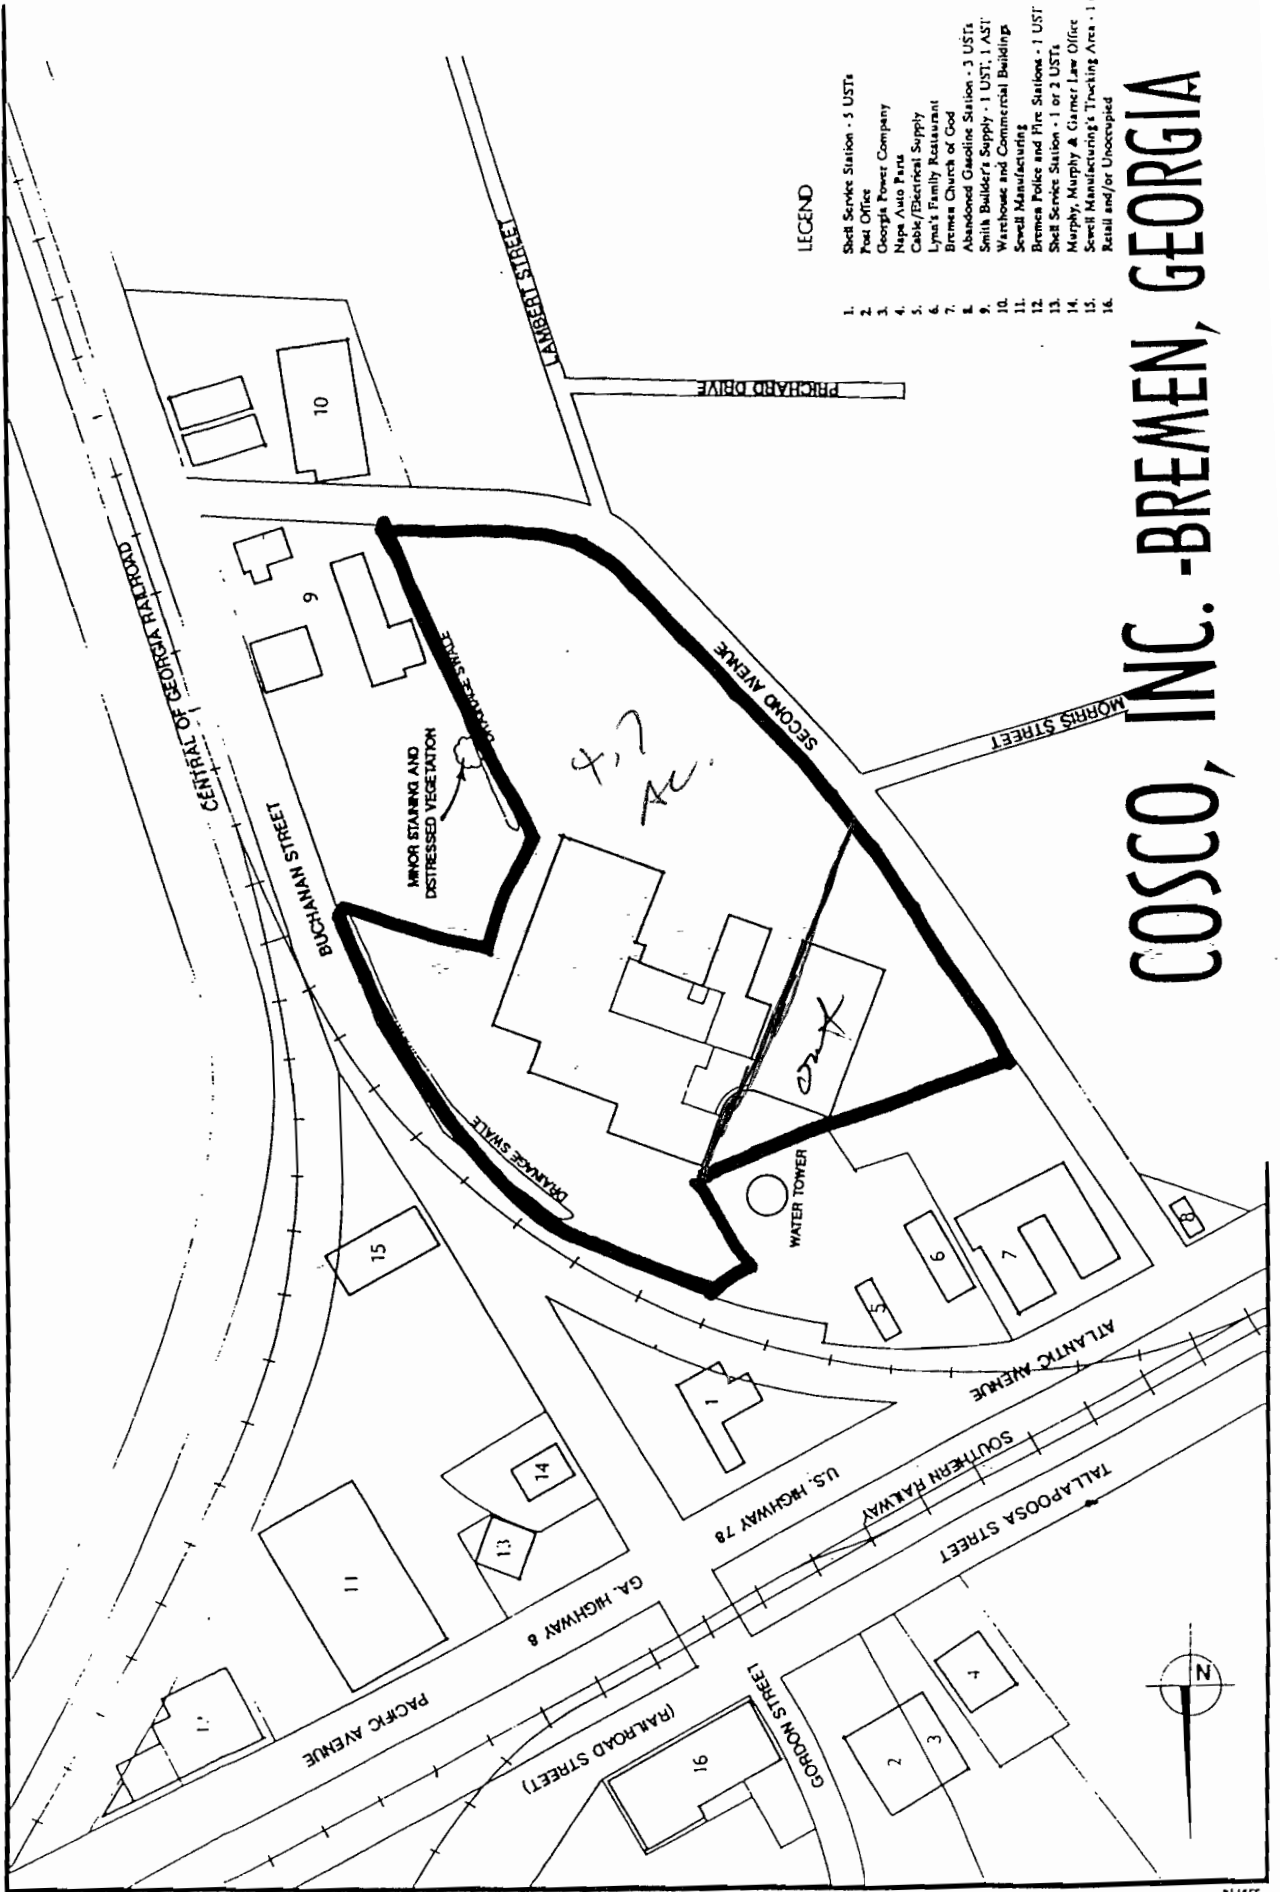 LEGEND
1. Shell Service Station - 5 USTs
2. Post Office
3. Georgia Power Company
4. Napa Auto Parts
5. Cable/Electrical Supply
6. Lynn's Family Restaurant
7. Bremen Church of God
8. Abandoned Gasoline Station - 3 USTs
9. Smith Builder's Supply - 1 UST, 1 AST
10. Warehouse and Commercial Buildings
11. Sewell Manufacturing
12. Bremen Police and Fire Stations - 1 UST
13. Shell Service Station - 1 or 2 USTs
14. Murphy, Murphy & Garner Law Office
15. Sewell Manufacturing's Trucking Area - 1
16. Retail and/or Unoccupied
COSCO, INC. -BREMEN, GEORGIA
CENTRAL OF GEORGIA RAILROAD
BUCHANAN STREET
LAMBERT STREET
PRICHARD DRIVE
SECOND AVENUE
MORRIS STREET
MINOR STAINING AND
DISTRESSED VEGETATION
DRAINAGE SWALE
4.7
Ac.
out
DRAINAGE SWALE
WATER TOWER
ATLANTIC AVENUE
U.S. HIGHWAY 78
SOUTHERN RAILWAY
TALLAPOOSA STREET
GA. HIGHWAY 8
PACIFIC AVENUE
(RAILROAD STREET)
GORDON STREET
10
9
15
1
14
13
11
16
2
3
4
5
6
7
8
N